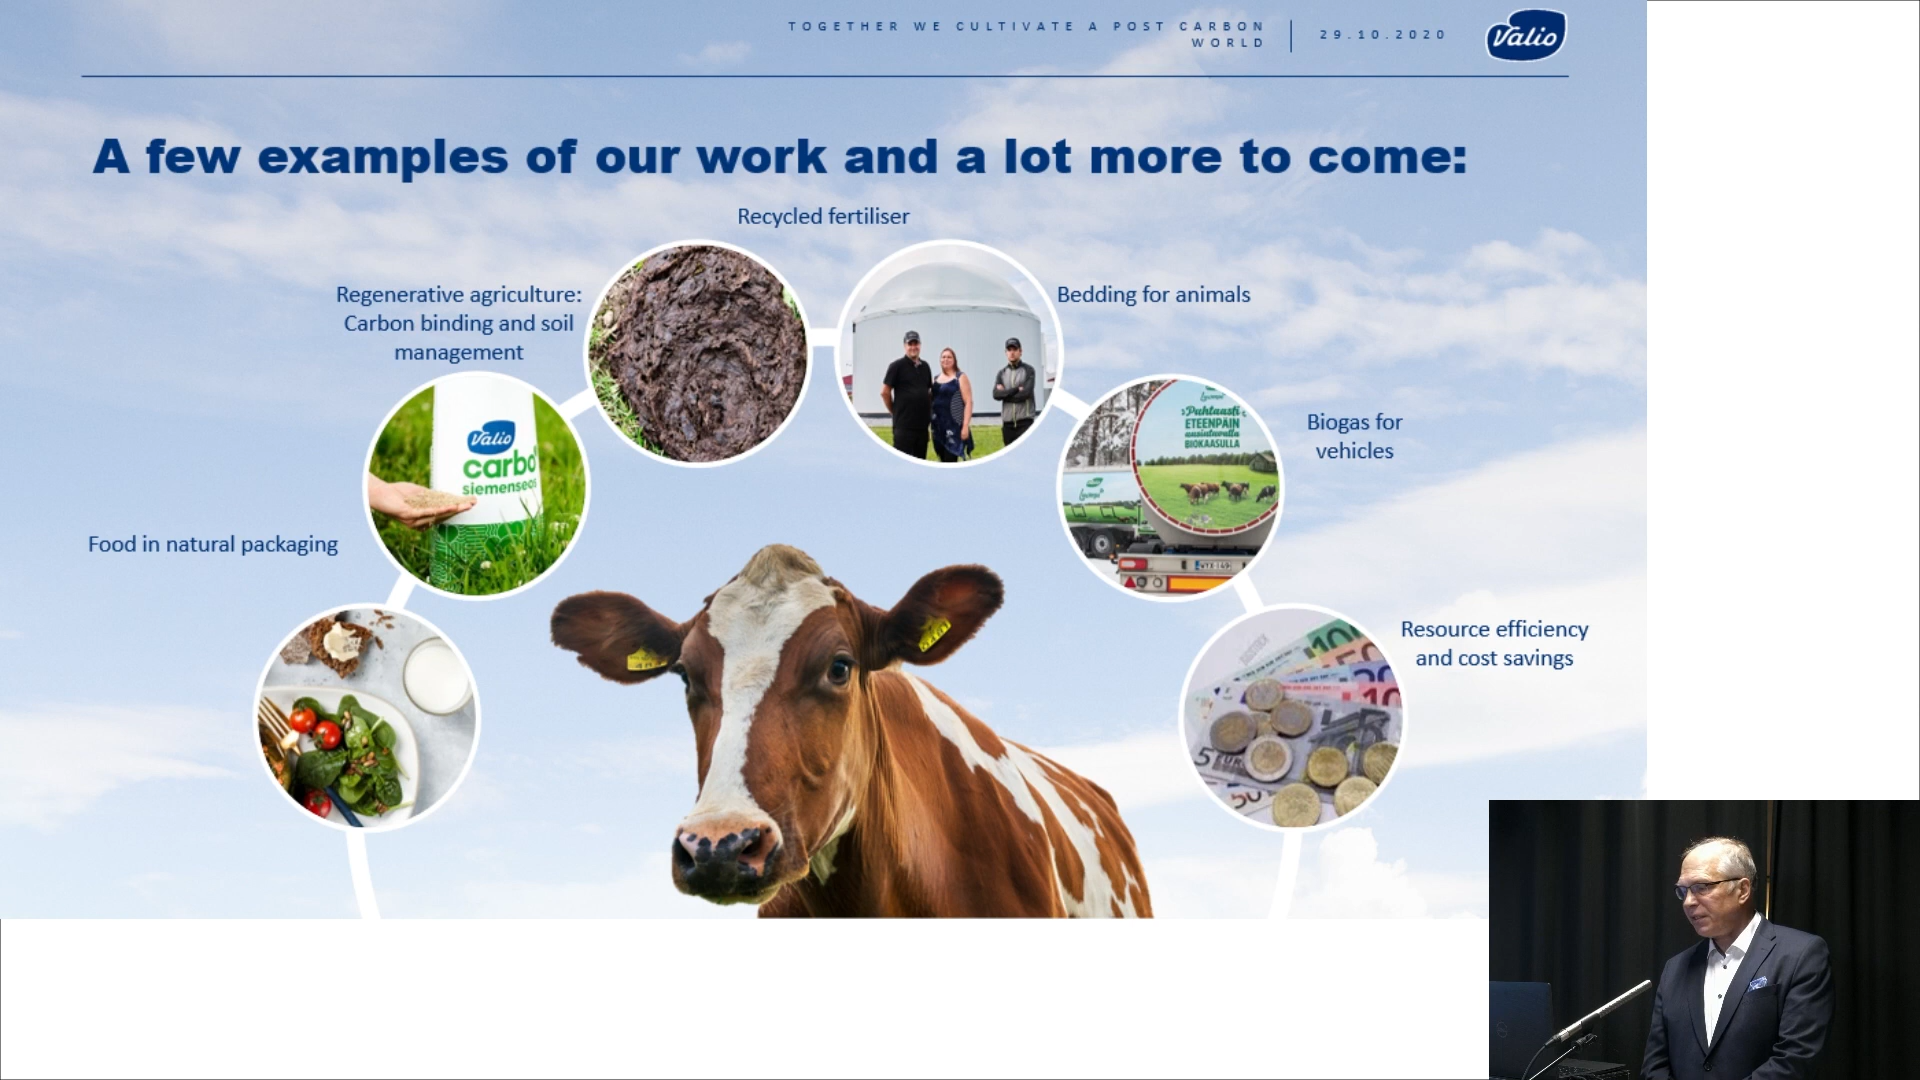 TOGETHER WE CULTIVATE A POST CARBON
WORLD
29.10.2020
Valio
A few examples of our work and a lot more to come:
Recycled fertiliser
Regenerative agriculture:
Carbon binding and soil
management
Bedding for animals
Biogas for
vehicles
Food in natural packaging
Resource efficiency
and cost savings
Valio
carbo
siemenseos
Puhtaasti
ETEENPÄIN
BIOKAASULLA